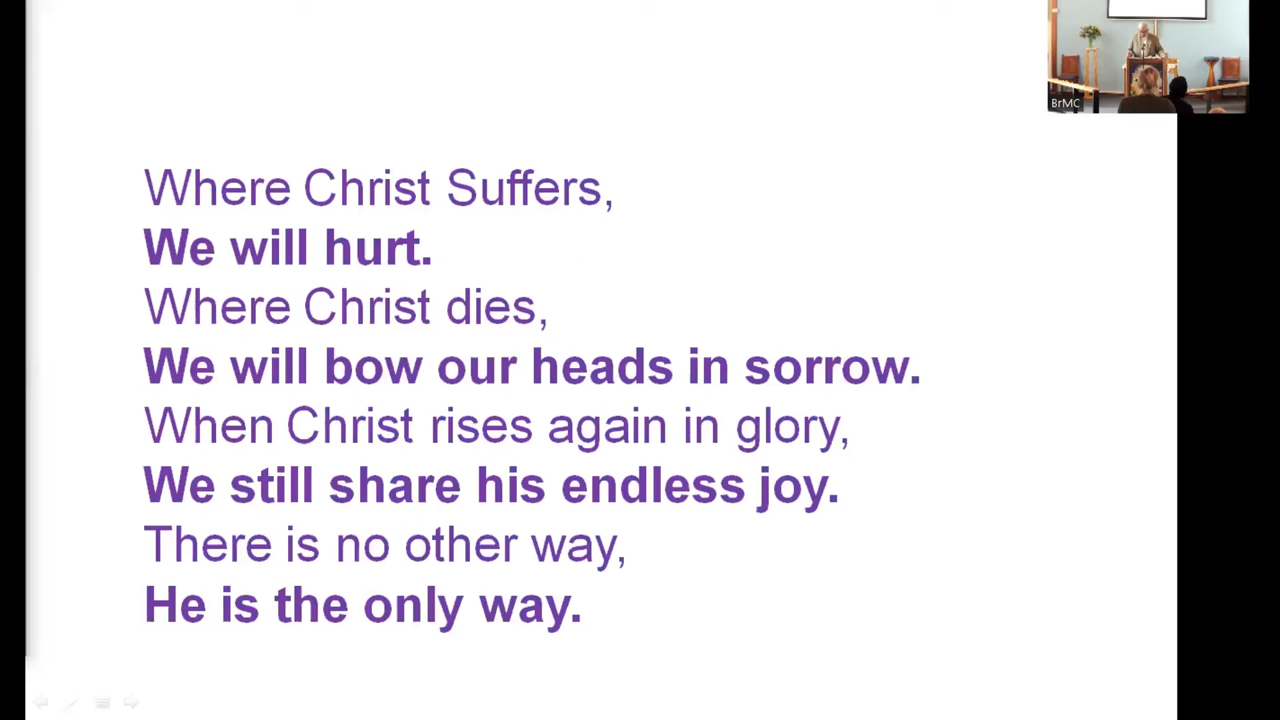 BrMC
Where Christ Suffers,
We will hurt.
Where Christ dies,
We will bow our heads in sorrow.
When Christ rises again in glory,
We still share his endless joy.
There is no other way,
He is the only way.